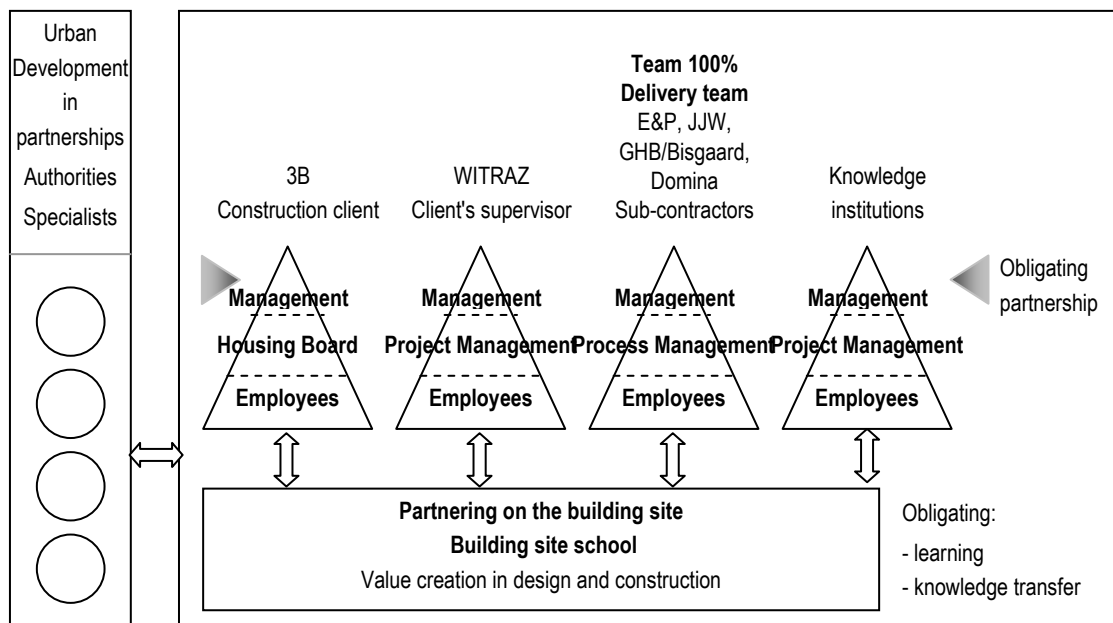 Urban
Development
in
partnerships
Authorities
Specialists
3B
Construction client
WITRAZ
Client's supervisor
Team 100%
Delivery team
E&P, JJW,
GHB/Bisgaard,
Domina
Sub-contractors
Knowledge
institutions
Management
Housing Board
Employees
Management
Project Management
Employees
Management
Process Management
Employees
Management
Project Management
Employees
Obligating
partnership
Partnering on the building site
Building site school
Value creation in design and construction
Obligating:
- learning
- knowledge transfer